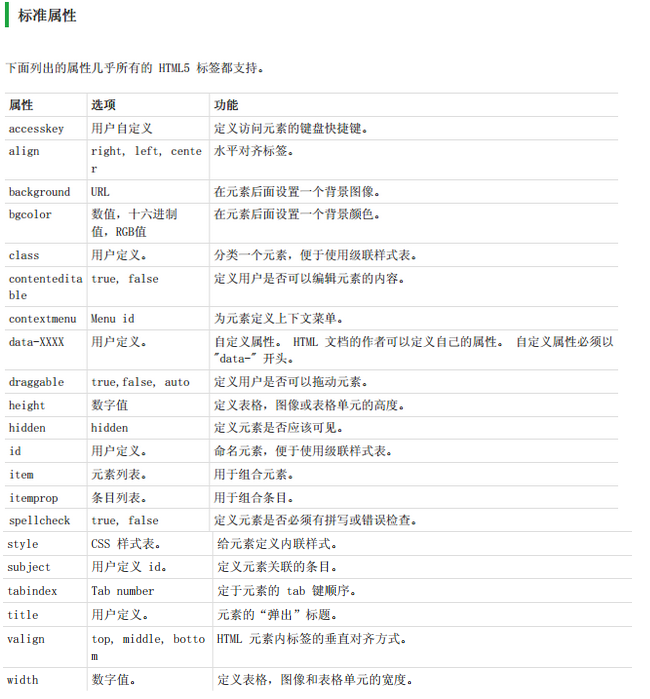 标准属性
下面列出的属性几乎所有的 HTML5 标签都支持。
属性 选项 功能
accesskey 用户自定义 定义访问元素的键盘快捷键。
align right, left, cente 水平对齐标签。
r
background URL 在元素后面设置一个背景图像。
bgcolor 数值，十六进制 在元素后面设置一个背景颜色。
值，RGB值
class 用户定义。 分类一个元素，便于使用级联样式表。
contentedita true, false 定义用户是否可以编辑元素的内容。
ble
contextmenu Menu id 为元素定义上下文菜单。
data-XXXX 用户定义。 自定义属性。 HTML 文档的作者可以定义自己的属性。 自定义属性必须以
"data-" 开头。
draggable true,false, auto 定义用户是否可以拖动元素。
height 数字值 定义表格，图像或表格单元的高度。
hidden hidden 定义元素是否应该可见。
id 用户定义。 命名元素，便于使用级联样式表。
item 元素列表。 用于组合元素。
itemprop 条目列表。 用于组合条目。
spellcheck true, false 定义元素是否必须有拼写或错误检查。
style CSS 样式表。 给元素定义内联样式。
subject 用户定义 id。 定义元素关联的条目。
tabindex Tab number 定于元素的 tab 键顺序。
title 用户定义。 元素的“弹出”标题。
valign top, middle, botto HTML 元素内标签的垂直对齐方式。
m
width 数字值。 定义表格，图像和表格单元的宽度。